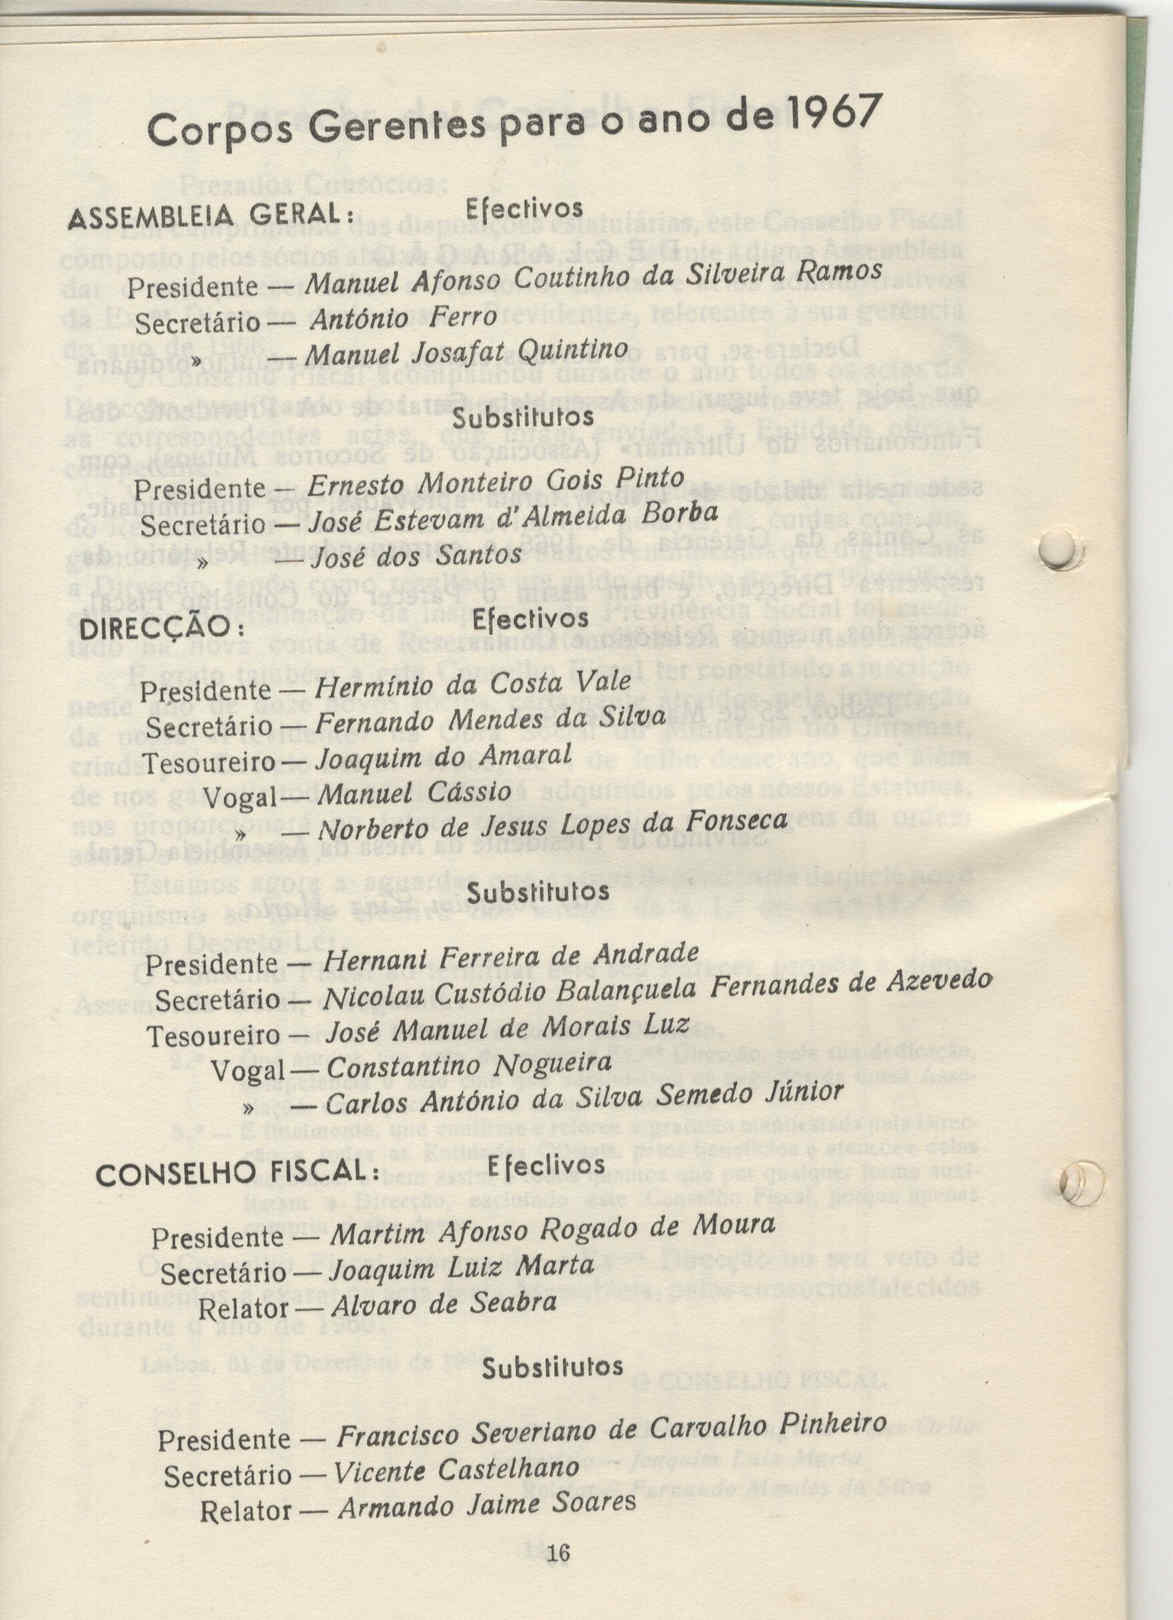 Corpos Gerentes para o ano de 1967
ASSEMBLEIA GERAL: Efectivos
Presidente — Manuel Afonso Coutinho da Silveira Ramos
Secretário — António Ferro
» — Manuel Josafat Quintino
Substitutos
Presidente — Ernesto Monteiro Gois Pinto
Secretário — José Estevam d'Almeida Borba
» — José dos Santos
DIRECÇÃO: Efectivos
Presidente — Hermínio da Costa Vale
Secretário — Fernando Mendes da Silva
Tesoureiro — Joaquim do Amaral
Vogal — Manuel Cássio
» — Norberto de Jesus Lopes da Fonseca
Substitutos
Presidente — Hernani Ferreira de Andrade
Secretário — Nicolau Custódio Balançuela Fernandes de Azevedo
Tesoureiro — José Manuel de Morais Luz
Vogal — Constantino Nogueira
» — Carlos António da Silva Semedo Júnior
CONSELHO FISCAL: Efeclivos
Presidente — Martim Afonso Rogado de Moura
Secretário — Joaquim Luiz Marta
Relator — Alvaro de Seabra
Substitutos
Presidente — Francisco Severiano de Carvalho Pinheiro
Secretário — Vicente Castelhano
Relator — Armando Jaime Soares
16